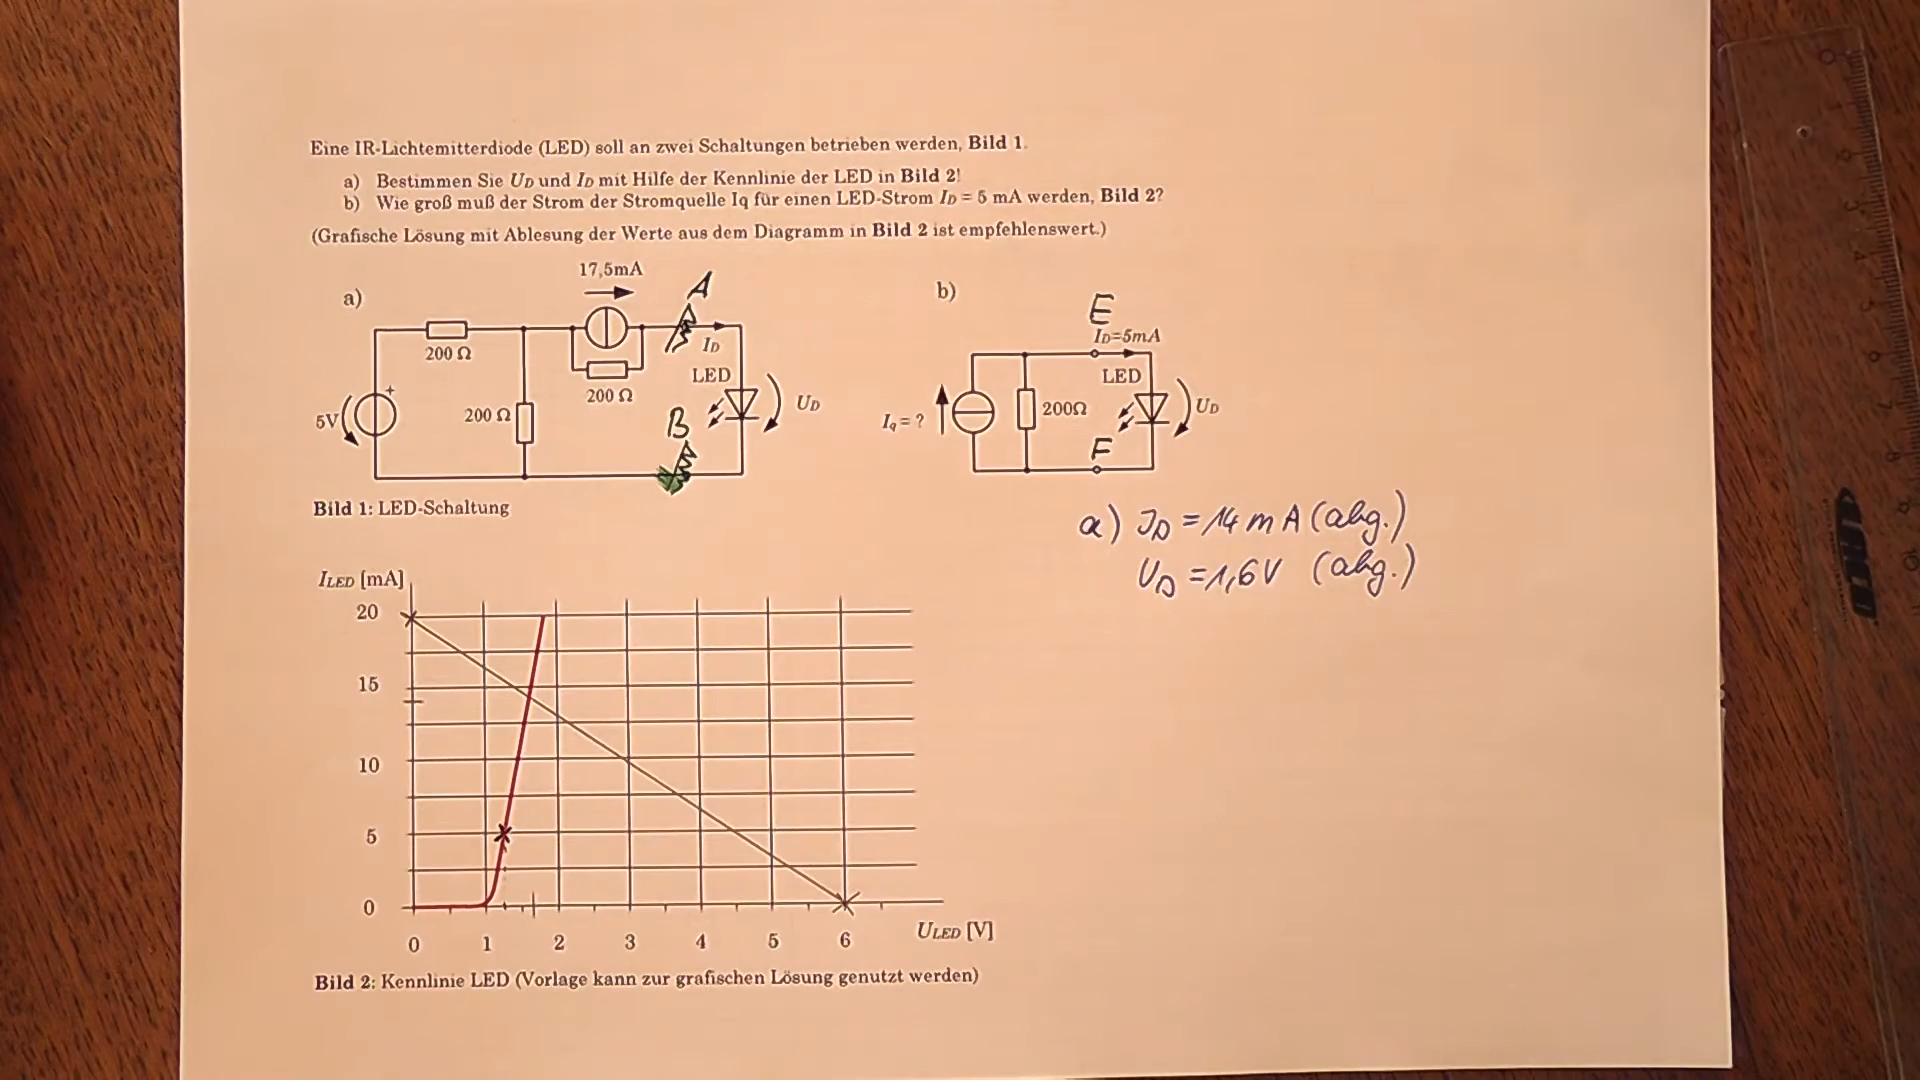 Eine IR-Lichtemitterdiode (LED) soll an zwei Schaltungen betrieben werden, Bild 1.
a) Bestimmen Sie UD und ID mit Hilfe der Kennlinie der LED in Bild 2!
b) Wie groß muß der Strom der Stromquelle Iq für einen LED-Strom ID = 5 mA werden, Bild 2?
(Grafische Lösung mit Ablesung der Werte aus dem Diagramm in Bild 2 ist empfehlenswert.)
a)
17,5mA
A
200 Ω
200 Ω
ID
LED
5V
+
200 Ω
B
UD
b)
E
ID=5mA
LED
Iq = ?
200Ω
UD
F
Bild 1: LED-Schaltung
a) ID = 14 mA (abg.)
UD = 1,6V (abg.)
ILED [mA]
20
15
10
5
0
0 1 2 3 4 5 6
ULED [V]
Bild 2: Kennlinie LED (Vorlage kann zur grafischen Lösung genutzt werden)